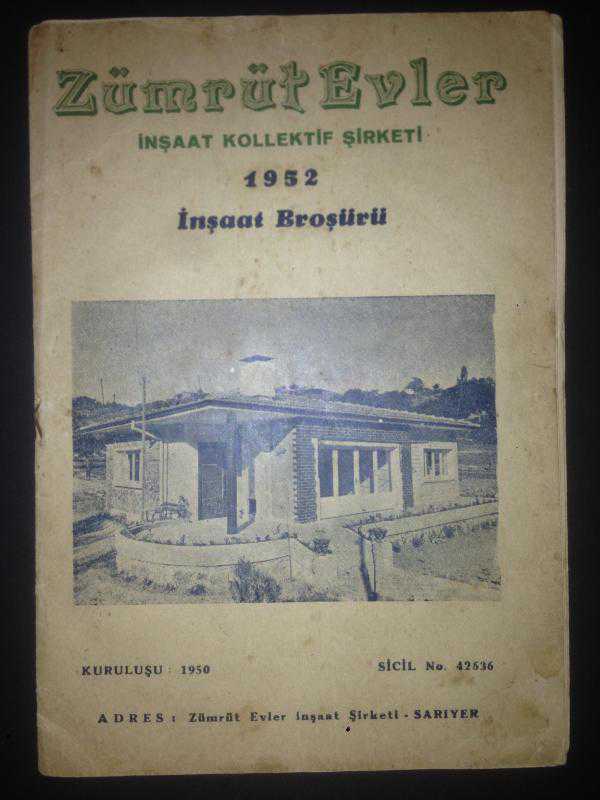 Zümrüt Evler
İNŞAAT KOLLEKTİF ŞİRKETİ
1952
İnşaat Broşürü
KURULUŞU : 1950 SİCİL No. 42636
ADRES : Zümrüt Evler inşaat Şirketi - SARIYER